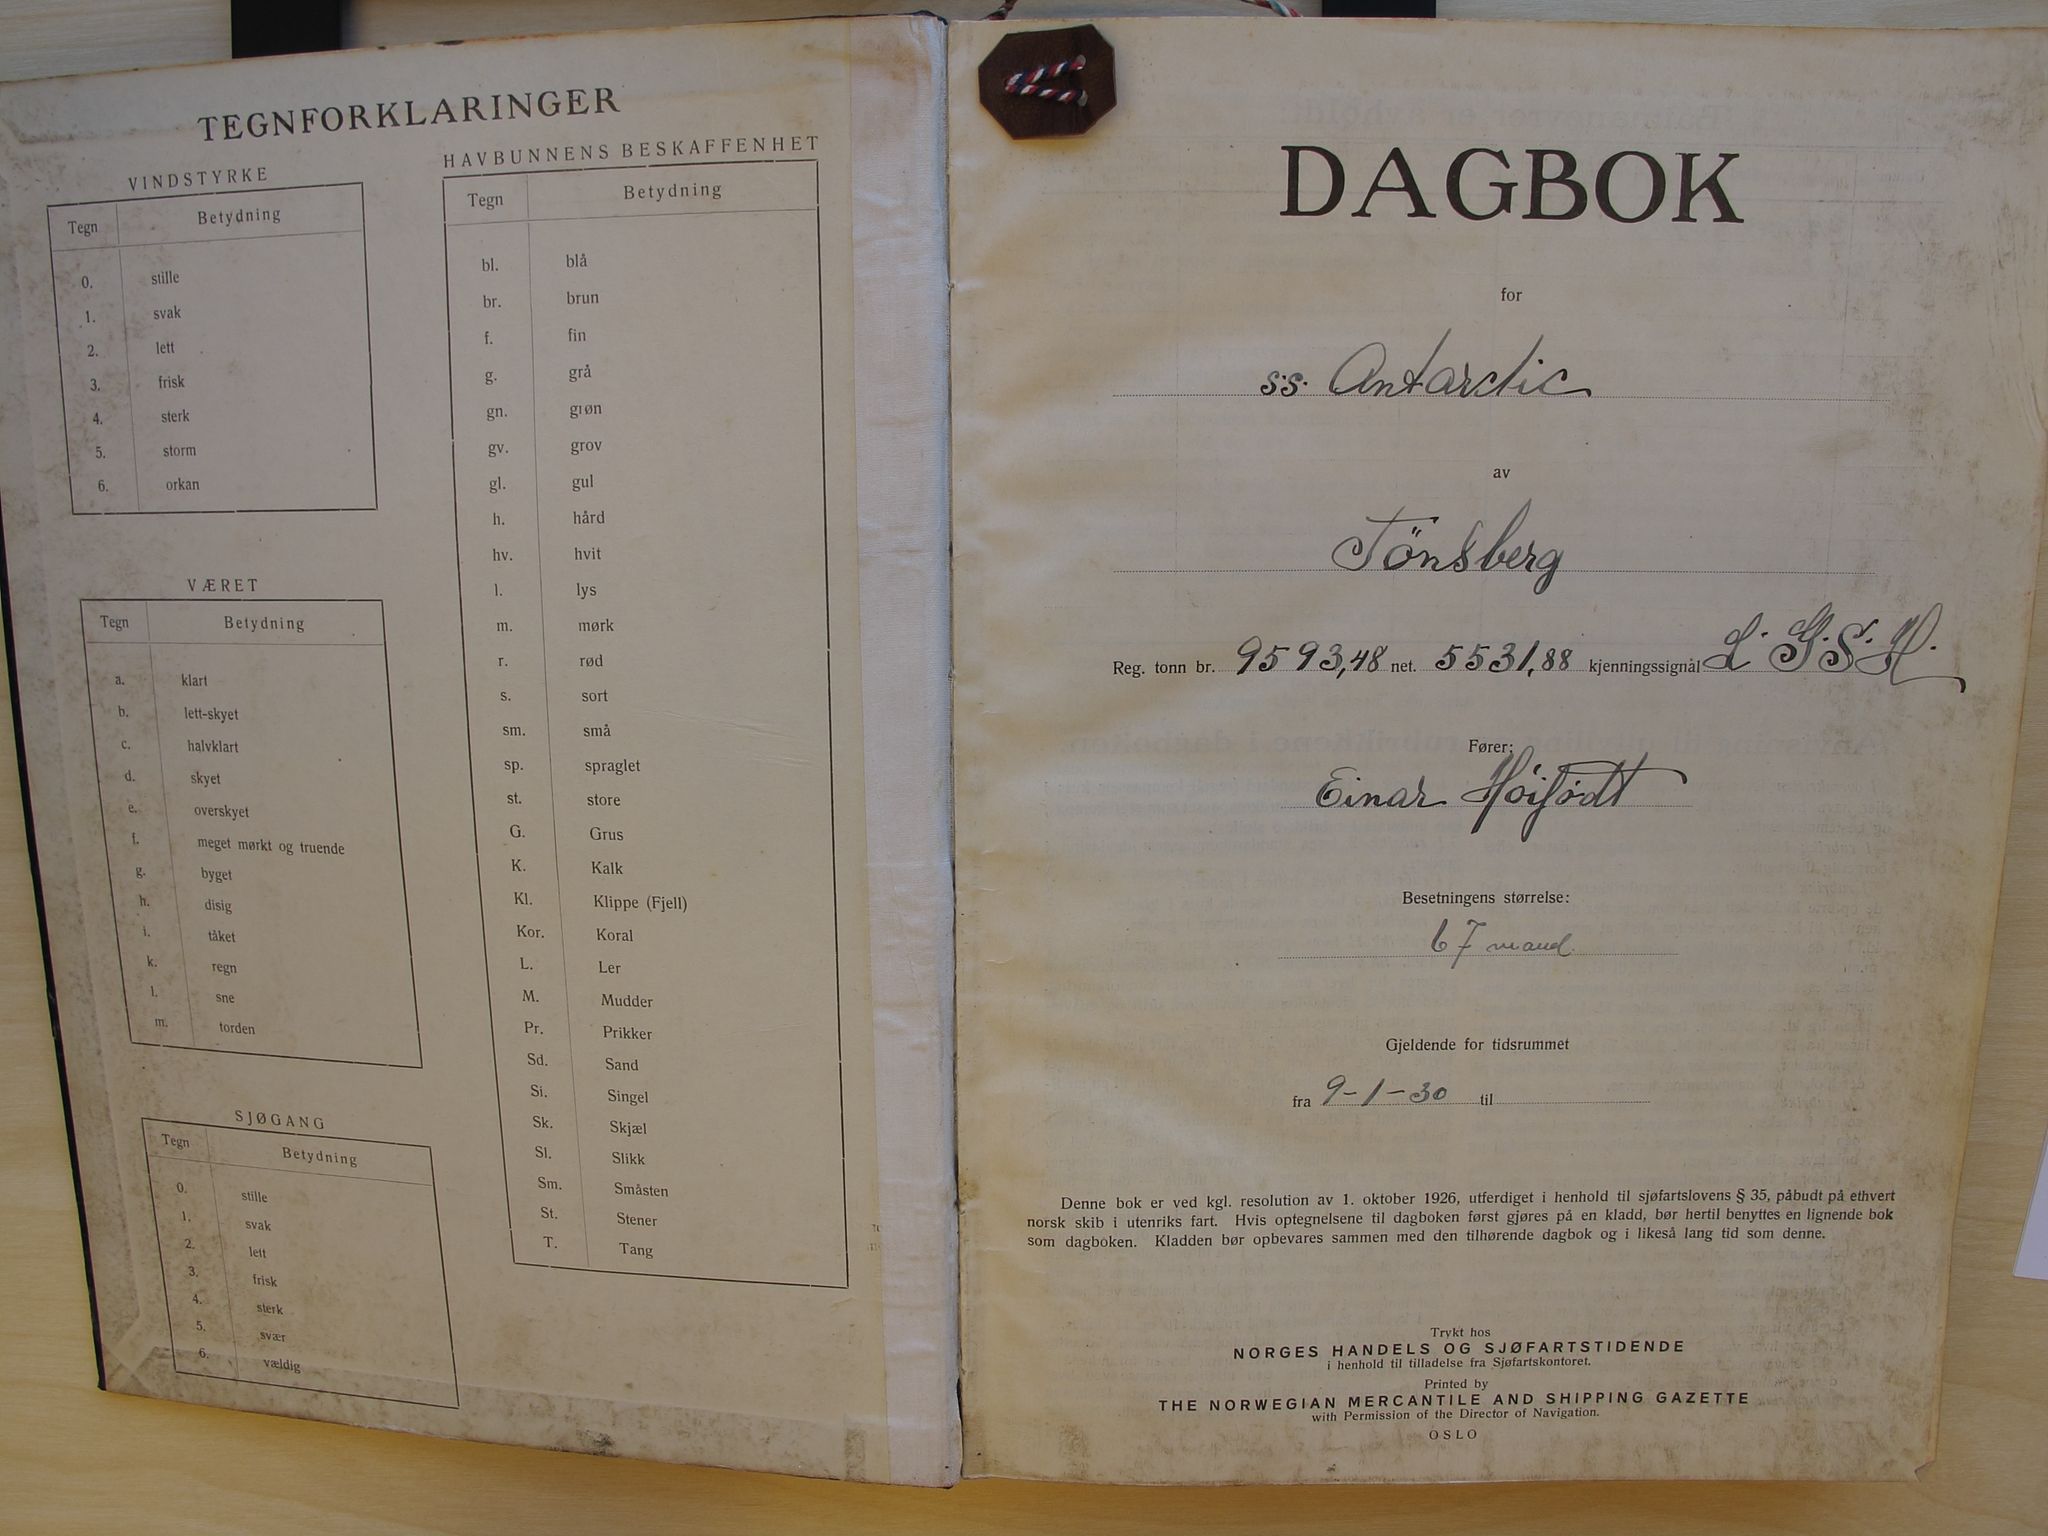 TEGNFORKLARINGER
VINDSTYRKE
Tegn Betydning
0. stille
1. svak
2. lett
3. frisk
4. sterk
5. storm
6. orkan
VÆRET
Tegn Betydning
a. klart
b. lett-skyet
c. halvklart
d. skyet
e. overskyet
f. meget mørkt og truende
g. byget
h. disig
i. tåket
k. regn
l. sne
m. torden
SJØGANG
Tegn Betydning
0. stille
1. svak
2. lett
3. frisk
4. sterk
5. svær
6. vældig
HAVBUNNENS BESKAFFENHET
Tegn Betydning
bl. blå
br. brun
f. fin
g. grå
gn. grøn
gv. grov
gl. gul
h. hård
hv. hvit
l. lys
m. mørk
r. rød
s. sort
sm. små
sp. spraglet
st. store
G. Grus
K. Kalk
Kl. Klippe (Fjell)
Kor. Koral
L. Ler
M. Mudder
Pr. Prikker
Sd. Sand
Si. Singel
Sk. Skjæl
Sl. Slikk
Sm. Småsten
St. Stener
T. Tang
DAGBOK
for
s.s. Antarctic
av
Tönsberg
Reg. tonn br. 9593,48 net. 5531,88 kjenningssignal L.G.S.H.
Fører:
Einar Høifødt
Besetningens størrelse:
67 mand.
Gjeldende for tidsrummet
fra 9-1-30 til
Denne bok er ved kgl. resolution av 1. oktober 1926, utferdiget i henhold til sjøfartslovens § 35, påbudt på ethvert
norsk skib i utenriks fart. Hvis optegnelsene til dagboken først gjøres på en kladd, bør hertil benyttes en lignende bok
som dagboken. Kladden bør opbevares sammen med den tilhørende dagbok og i likeså lang tid som denne.
Trykt hos
NORGES HANDELS OG SJØFARTSTIDENDE
i henhold til tilladelse fra Sjøfartskontoret.
Printed by
THE NORWEGIAN MERCANTILE AND SHIPPING GAZETTE
with Permission of the Director of Navigation.
OSLO